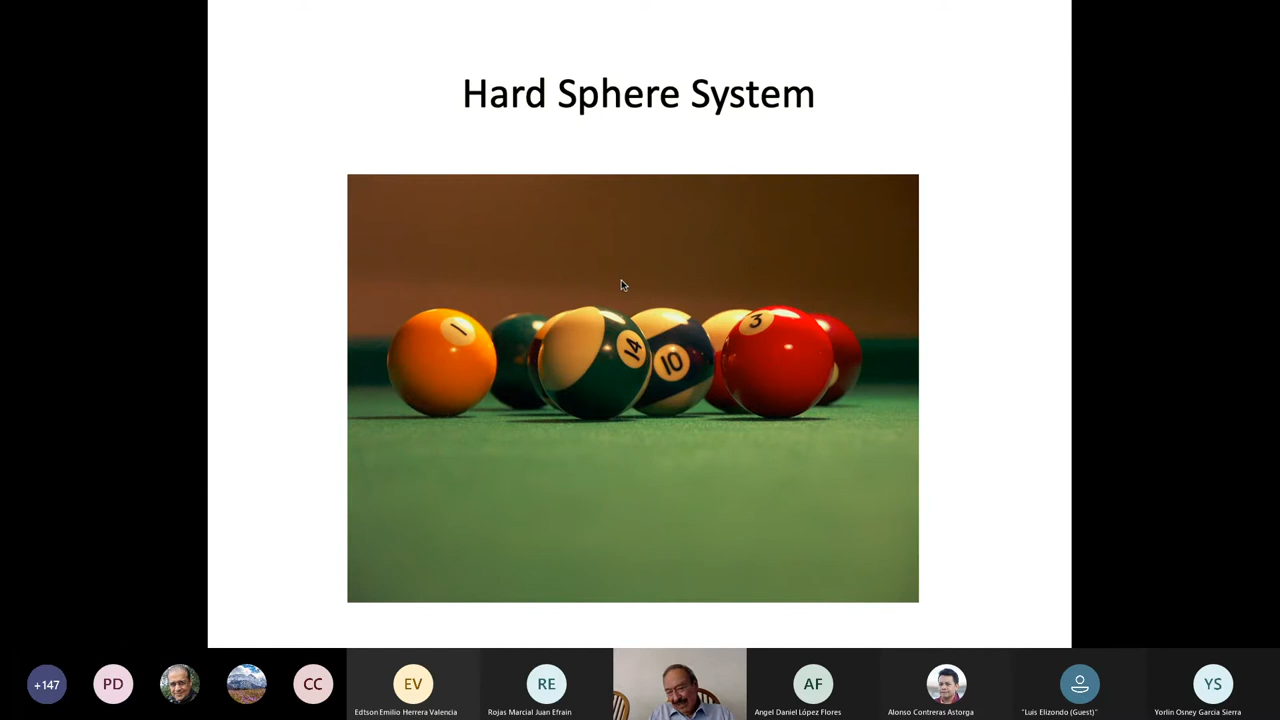 Hard Sphere System
1
14
10
3
+147
PD
CC
EV
Edtson Emilio Herrera Valencia
RE
Rojas Marcial Juan Efrain
AF
Angel Daniel López Flores
Alonso Contreras Astorga
"Luis Elizondo (Guest)"
YS
Yorlin Osney Garcia Sierra